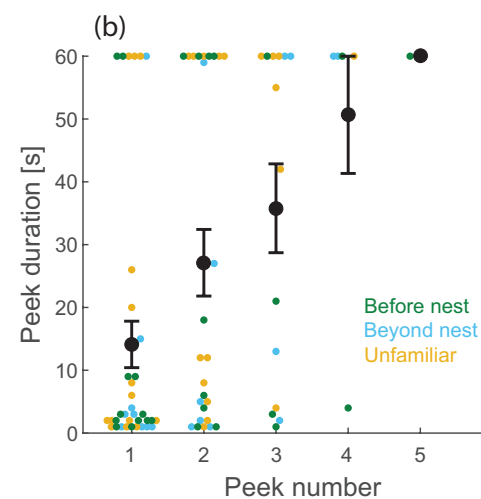 (b)
Peek duration [s]
60
50
40
30
20
10
0
Before nest
Beyond nest
Unfamiliar
1 2 3 4 5
Peek number